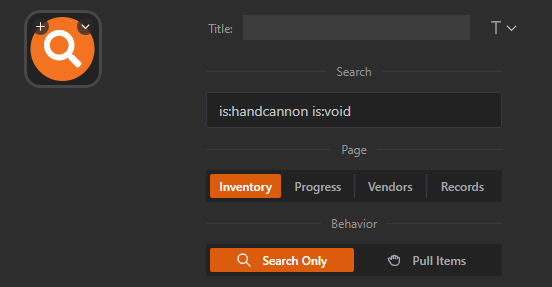 Title:
T
Search
is:handcannon is:void
Page
Inventory Progress Vendors Records
Behavior
Search Only Pull Items